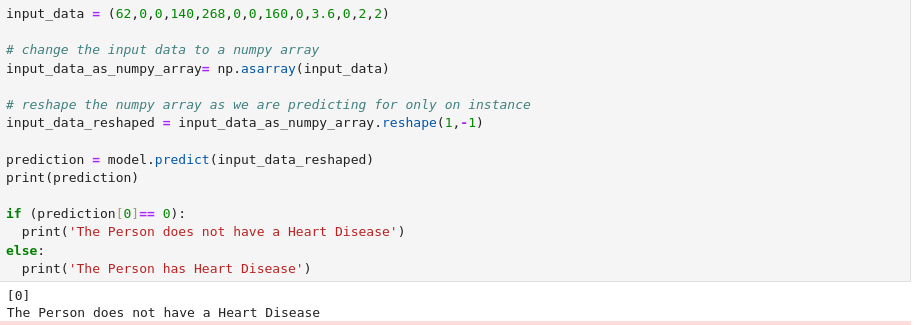 input_data = (62,0,0,140,268,0,0,160,0,3.6,0,2,2)
# change the input data to a numpy array
input_data_as_numpy_array= np.asarray(input_data)
# reshape the numpy array as we are predicting for only on instance
input_data_reshaped = input_data_as_numpy_array.reshape(1,-1)
prediction = model.predict(input_data_reshaped)
print(prediction)
if (prediction[0]== 0):
  print('The Person does not have a Heart Disease')
else:
  print('The Person has Heart Disease')
[0]
The Person does not have a Heart Disease